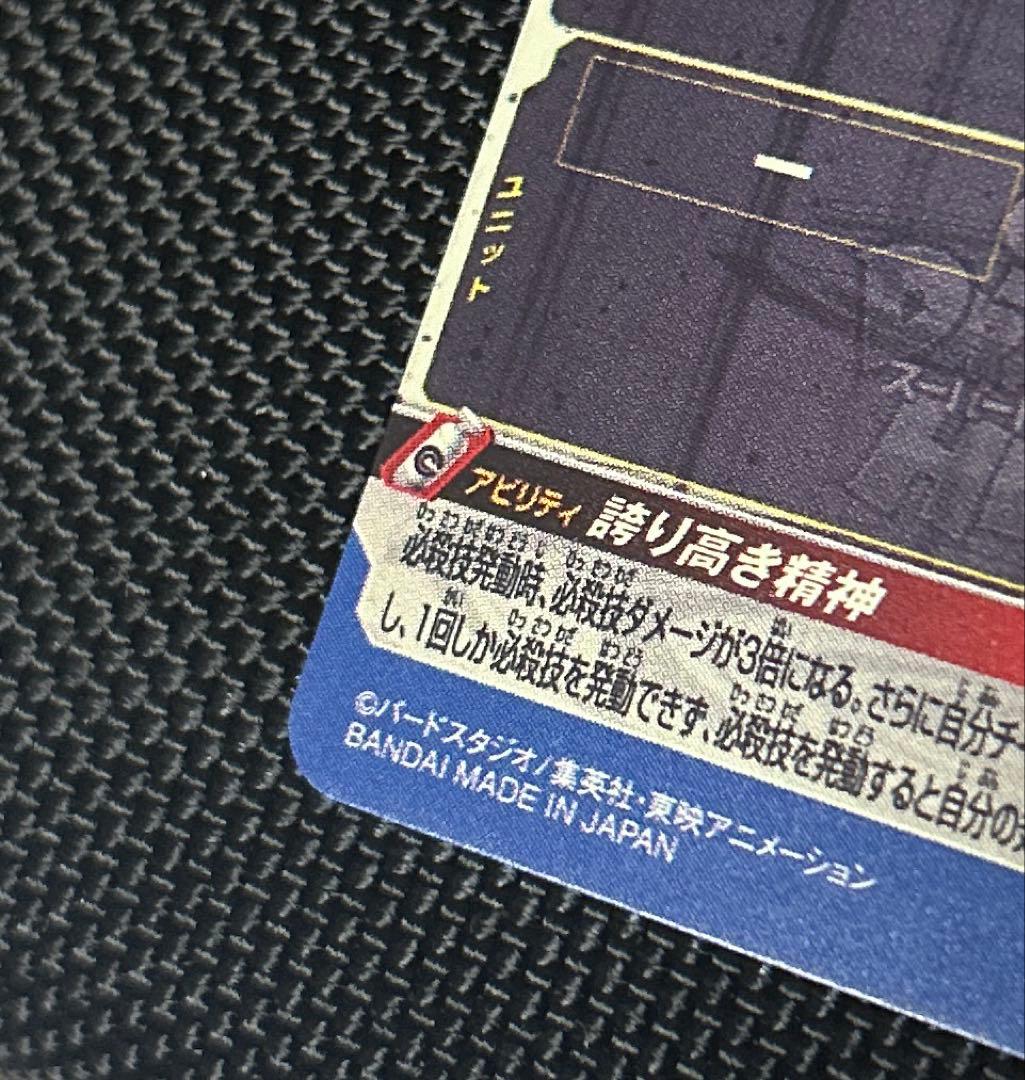 ー
ユニット
スーパー
アビリティ 誇り高き精神
必殺技発動時、必殺技ダメージが3倍になる。さらに自分チー
し、1回しか必殺技を発動できず、必殺技を発動すると自分の
©バードスタジオ/集英社・東映アニメーション
BANDAI MADE IN JAPAN